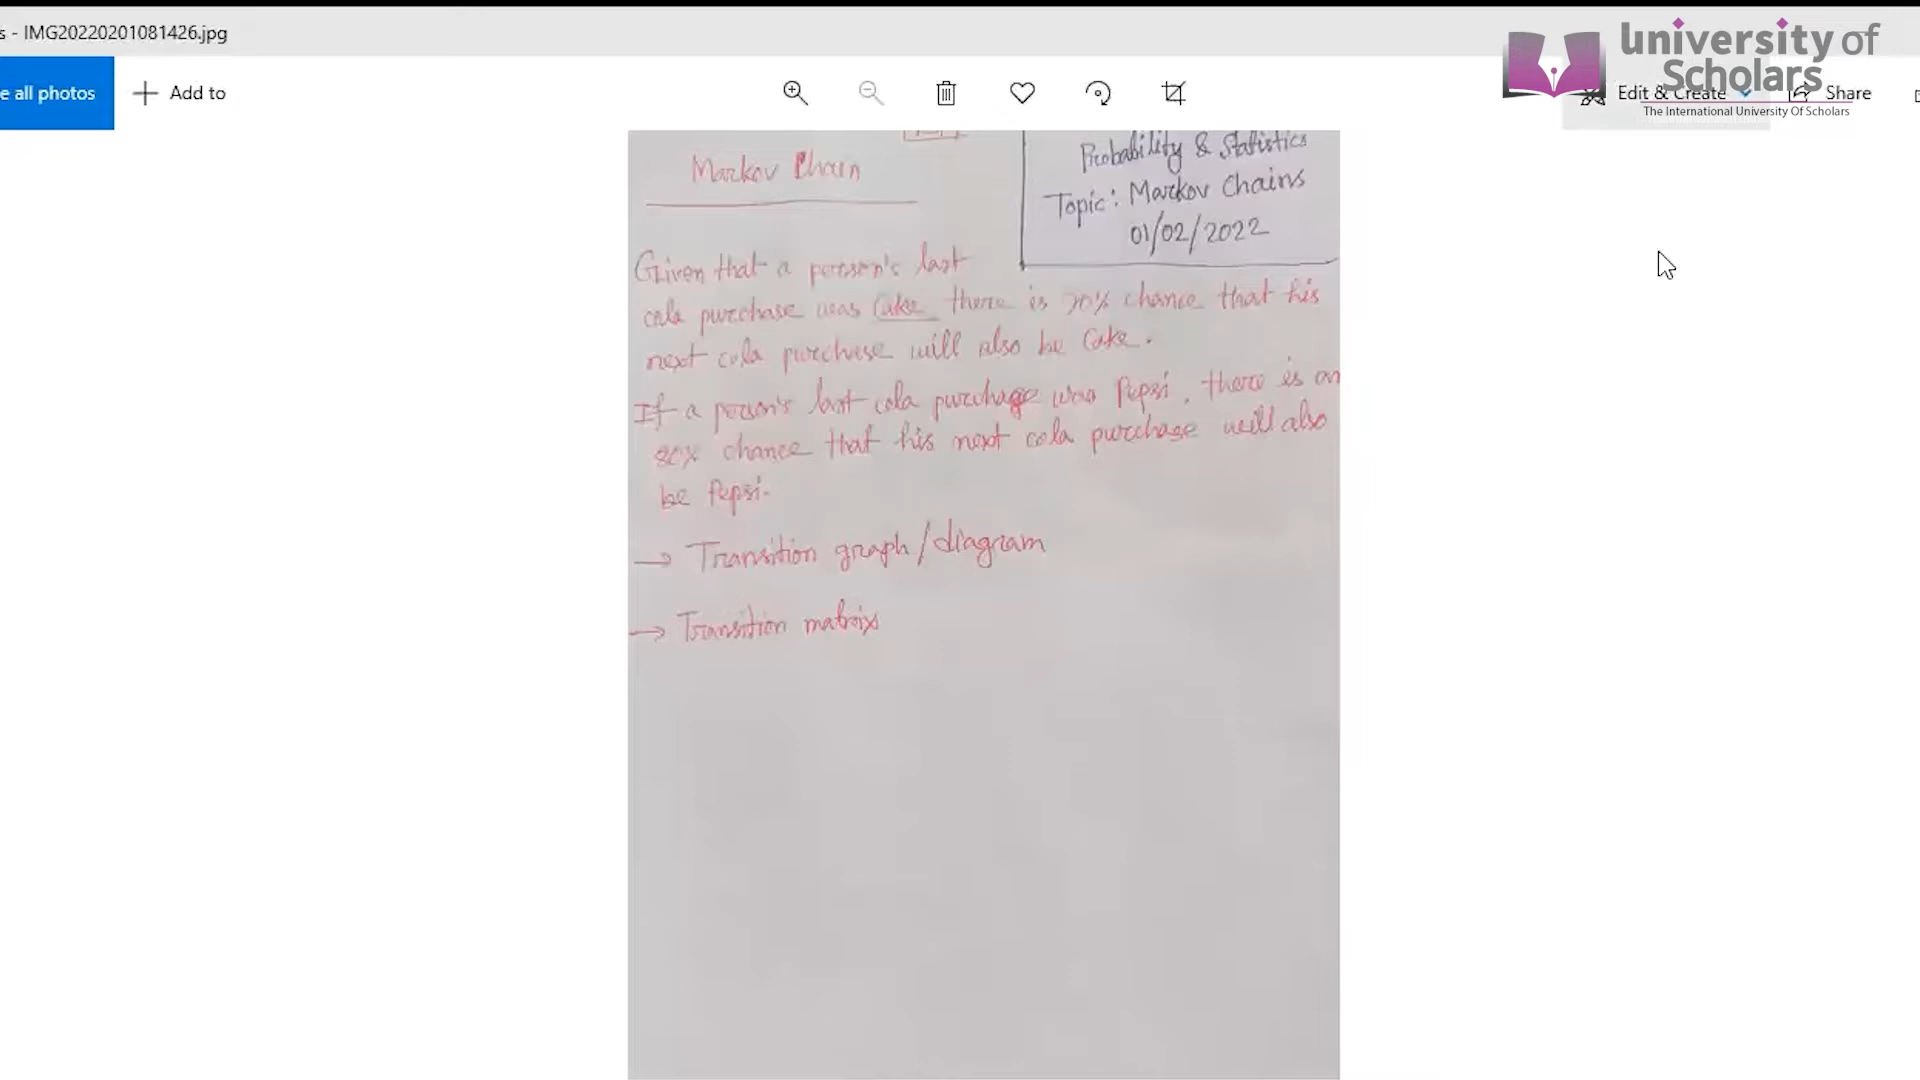 s - IMG20220201081426.jpg
University of
Scholars
The International University Of Scholars
e all photos
Add to
Edit & Create
Share
Probability & Statistics
Topic: Markov Chains
01/02/2022
Markov Chain
Given that a person's last
cola purchase was Coke there is 70% chance that his
next cola purchase will also be Coke.
If a person's last cola purchage was Pepsi, there is an
80% chance that his next cola purchase will also
be Pepsi.
→ Transition graph/diagram
→ Transition matrix